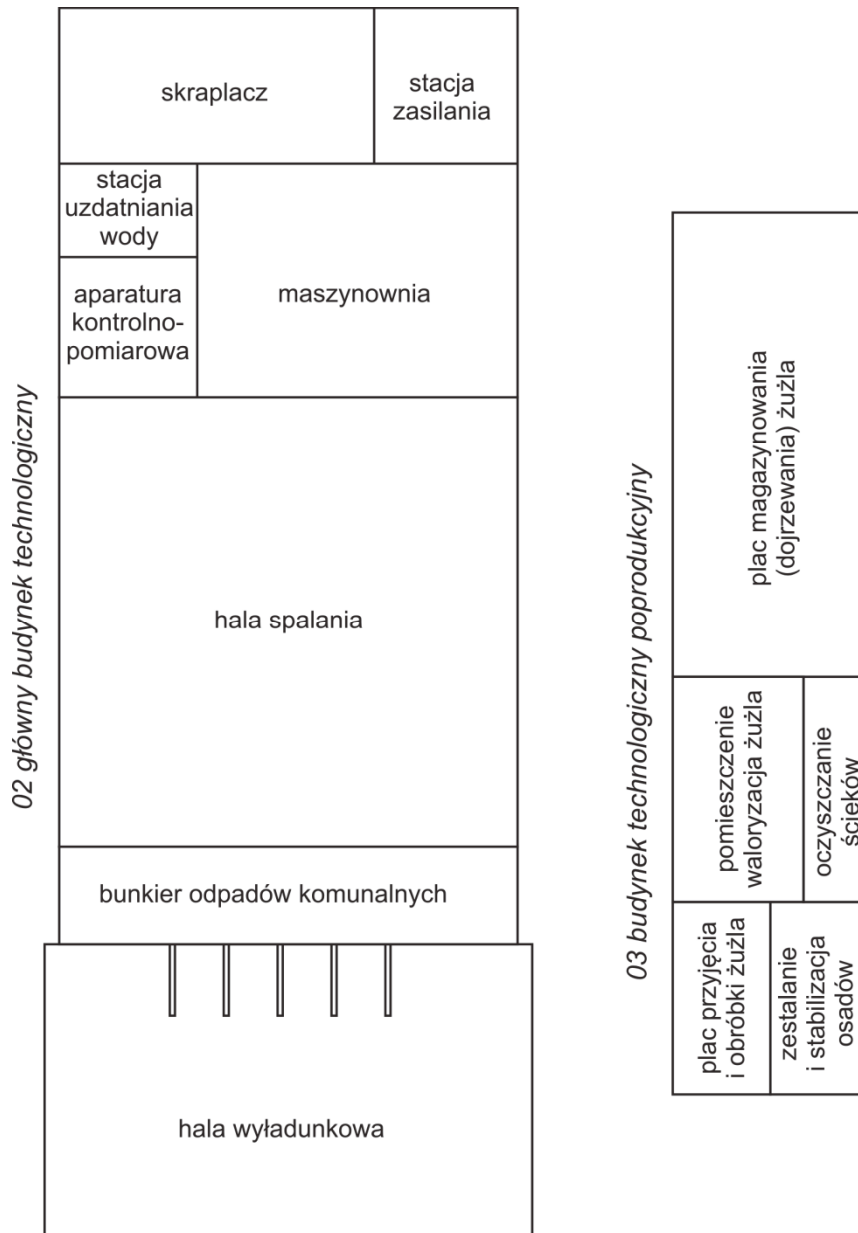 02 główny budynek technologiczny
skraplacz
stacja
zasilania
stacja
uzdatniania
wody
aparatura
kontrolno-
pomiarowa
maszynownia
hala spalania
bunkier odpadów komunalnych
hala wyładunkowa
03 budynek technologiczny poprodukcyjny
plac magazynowania
(dojrzewania) żużla
pomieszczenie
waloryzacja żużla
oczyszczanie
ścieków
plac przyjęcia
i obróbki żużla
zestalanie
i stabilizacja
osadów